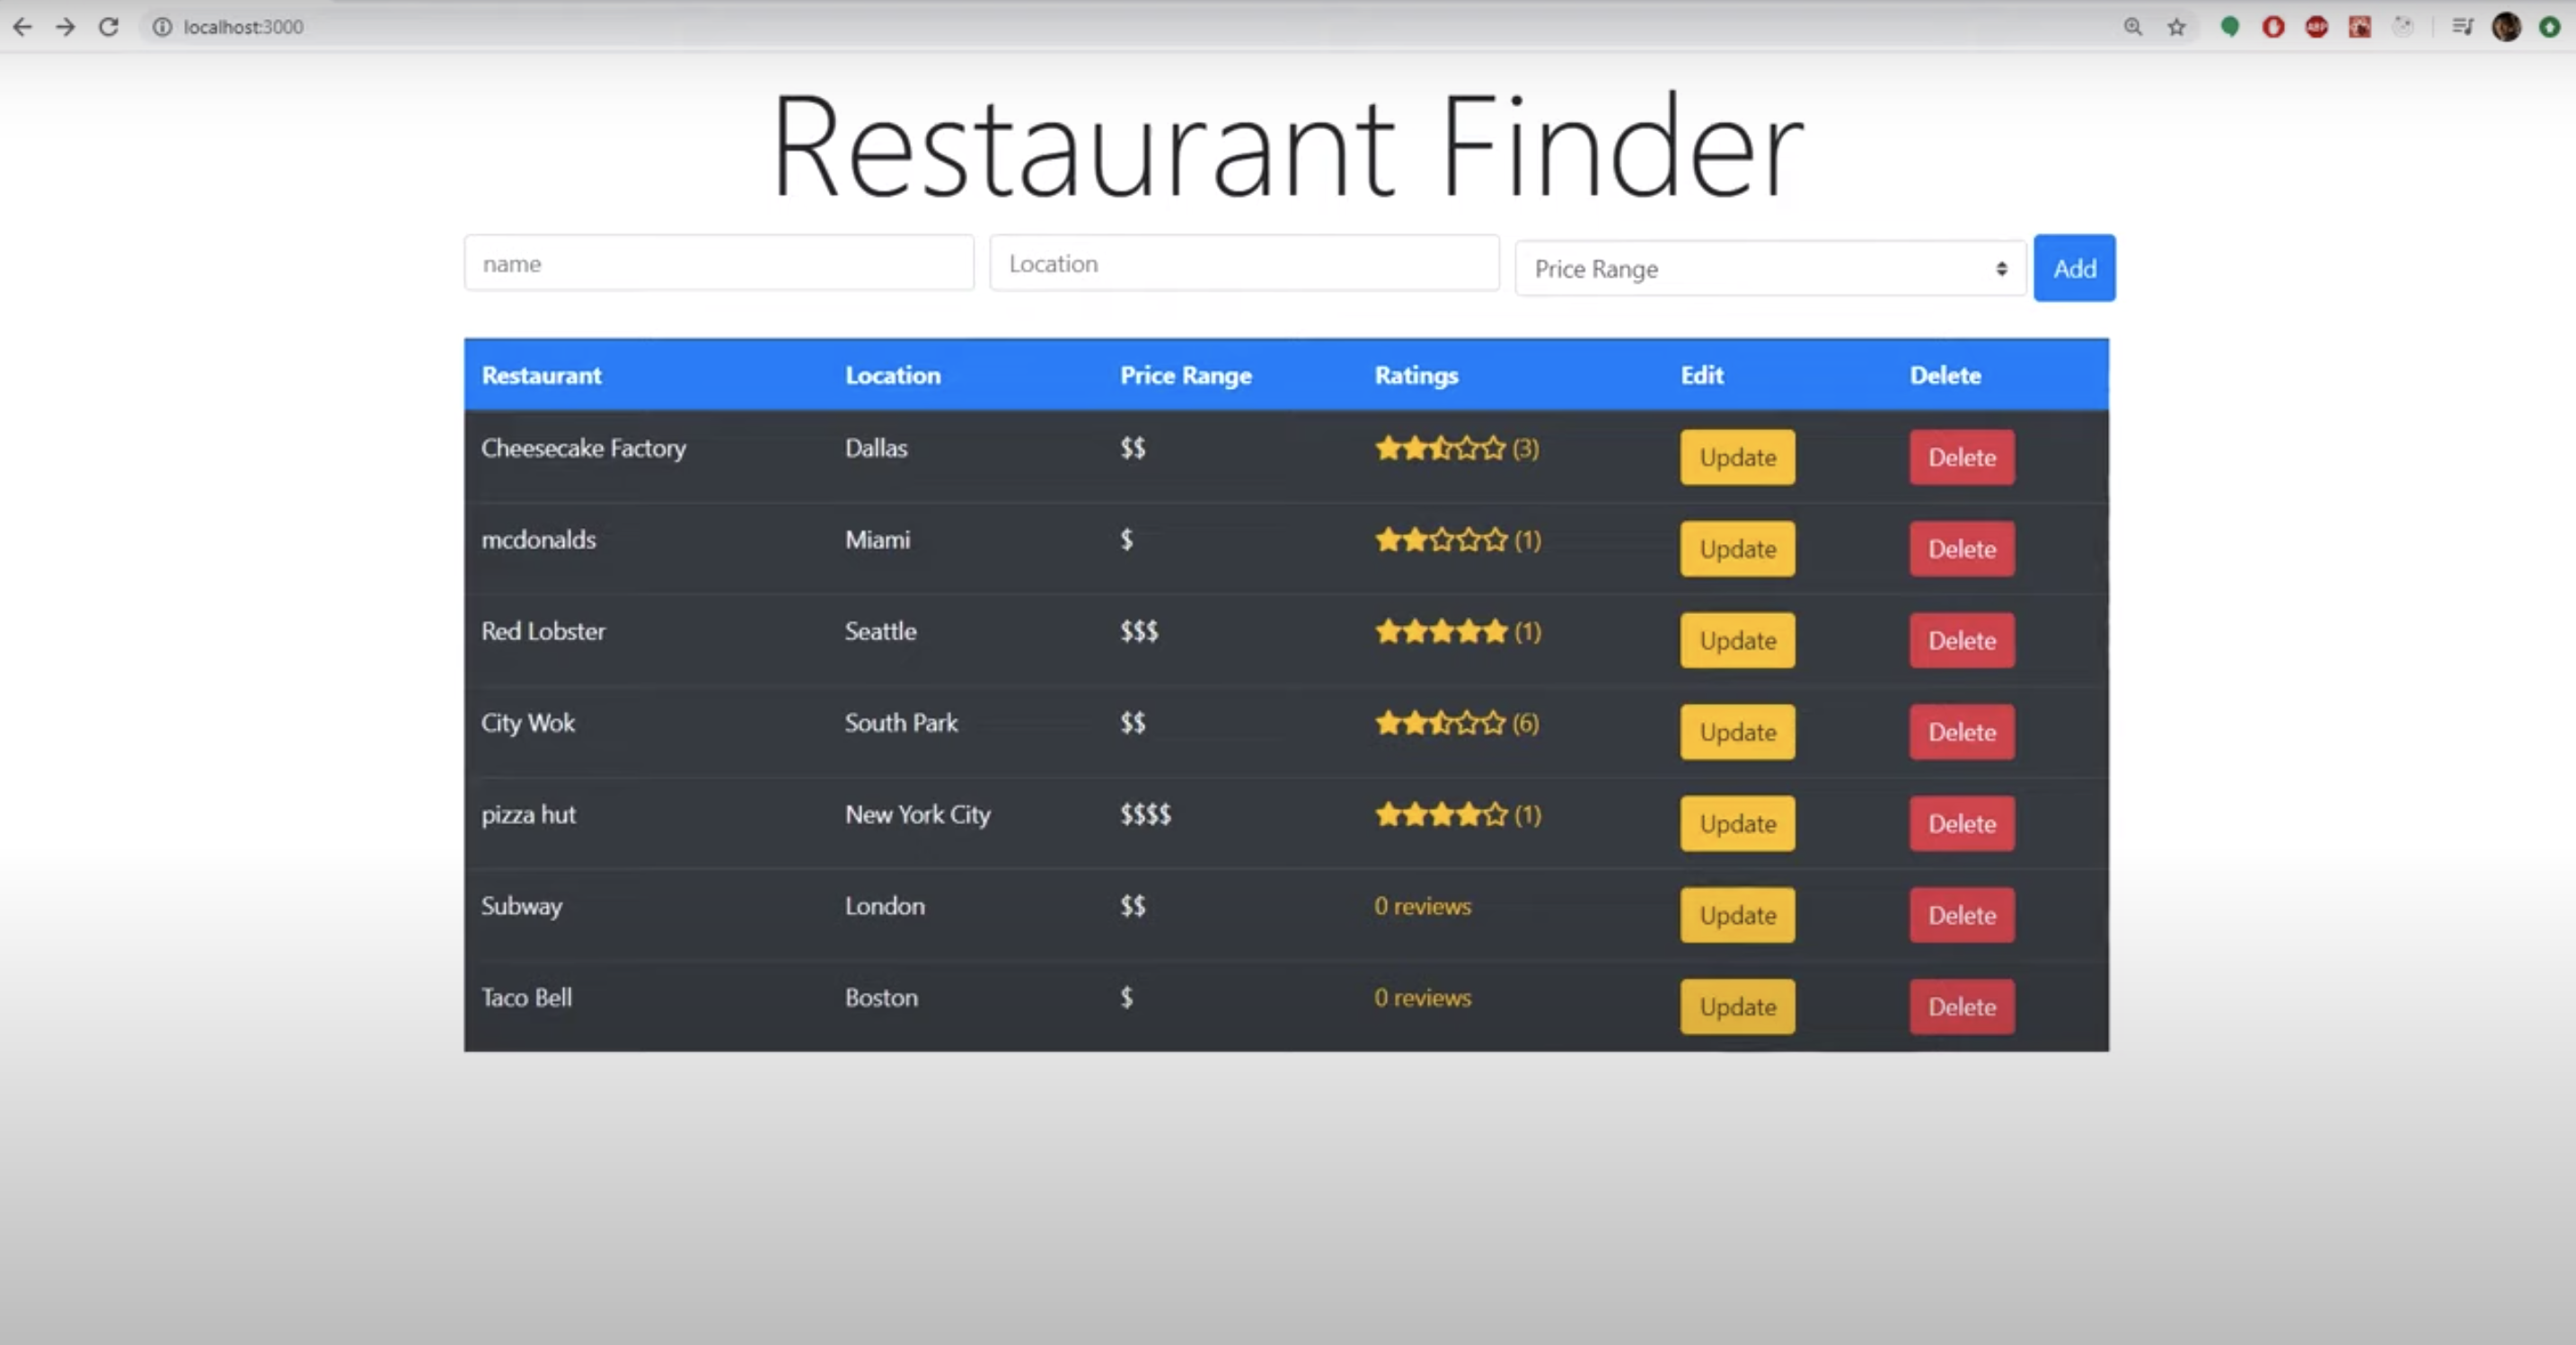 localhost:3000
ABP
Restaurant Finder
name Location Price Range Add
Restaurant Location Price Range Ratings Edit Delete
Cheesecake Factory Dallas $$ (3) Update Delete
mcdonalds Miami $ (1) Update Delete
Red Lobster Seattle $$$ (1) Update Delete
City Wok South Park $$ (6) Update Delete
pizza hut New York City $$$$ (1) Update Delete
Subway London $$ 0 reviews Update Delete
Taco Bell Boston $ 0 reviews Update Delete